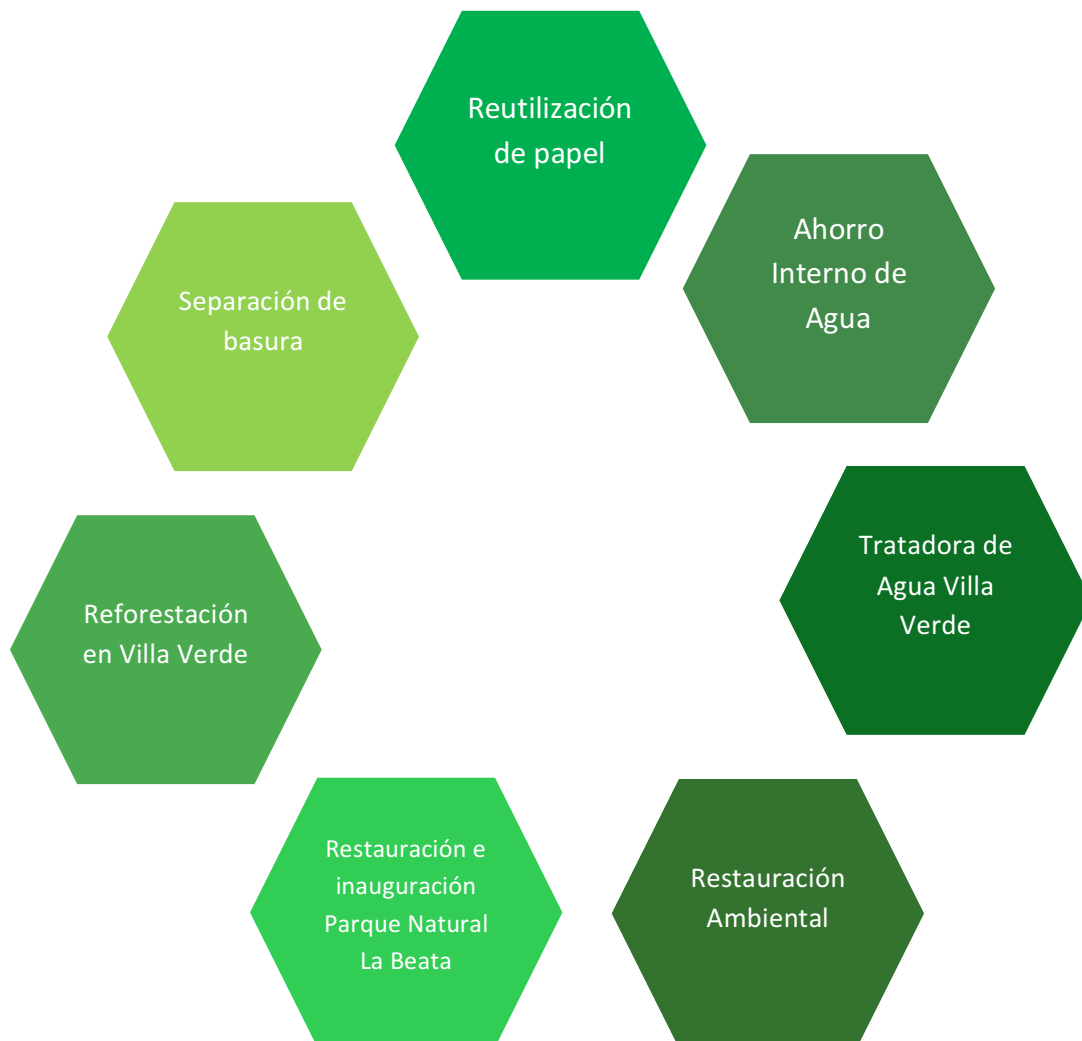 Reutilización
de papel
Ahorro
Interno de
Agua
Tratadora de
Agua Villa
Verde
Restauración
Ambiental
Restauración e
inauguración
Parque Natural
La Beata
Reforestación
en Villa Verde
Separación de
basura